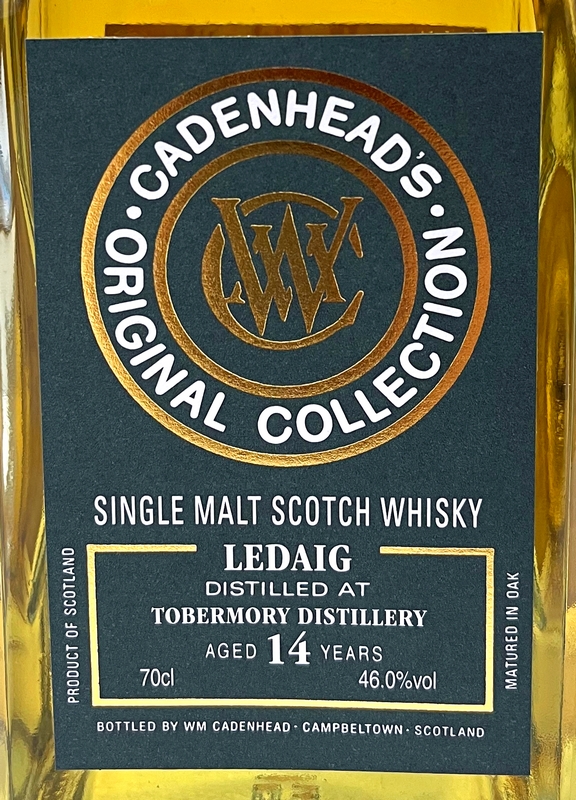 CADENHEAD'S
ORIGINAL COLLECTION
WC
SINGLE MALT SCOTCH WHISKY
LEDAIG
DISTILLED AT
TOBERMORY DISTILLERY
AGED 14 YEARS
70cl 46.0%vol
PRODUCT OF SCOTLAND
MATURED IN OAK
BOTTLED BY WM CADENHEAD · CAMPBELTOWN · SCOTLAND